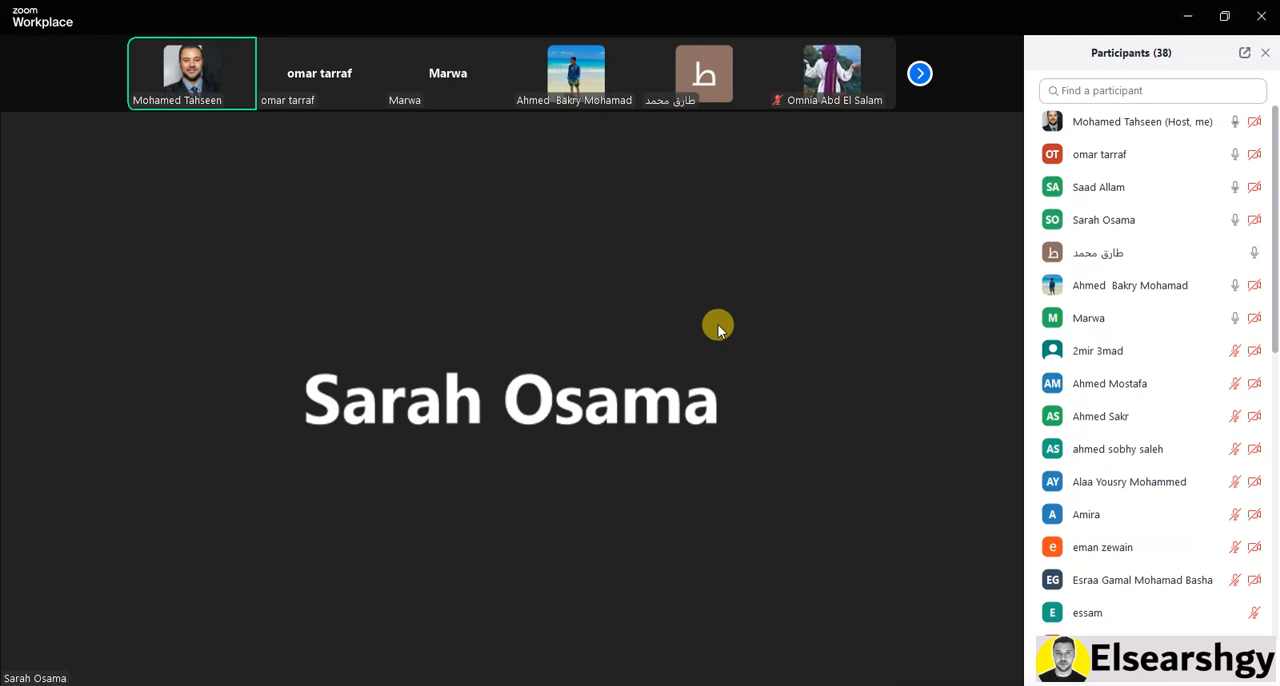 zoom
Workplace
Mohamed Tahseen
omar tarraf
omar tarraf
Marwa
Marwa
Ahmed Bakry Mohamad
ط
طارق محمد
Omnia Abd El Salam
Sarah Osama
Sarah Osama
Participants (38)
Find a participant
Mohamed Tahseen (Host, me)
OT omar tarraf
SA Saad Allam
SO Sarah Osama
ط طارق محمد
Ahmed Bakry Mohamad
M Marwa
2mir 3mad
AM Ahmed Mostafa
AS Ahmed Sakr
AS ahmed sobhy saleh
AY Alaa Yousry Mohammed
A Amira
e eman zewain
EG Esraa Gamal Mohamad Basha
E essam
Elsearshgy